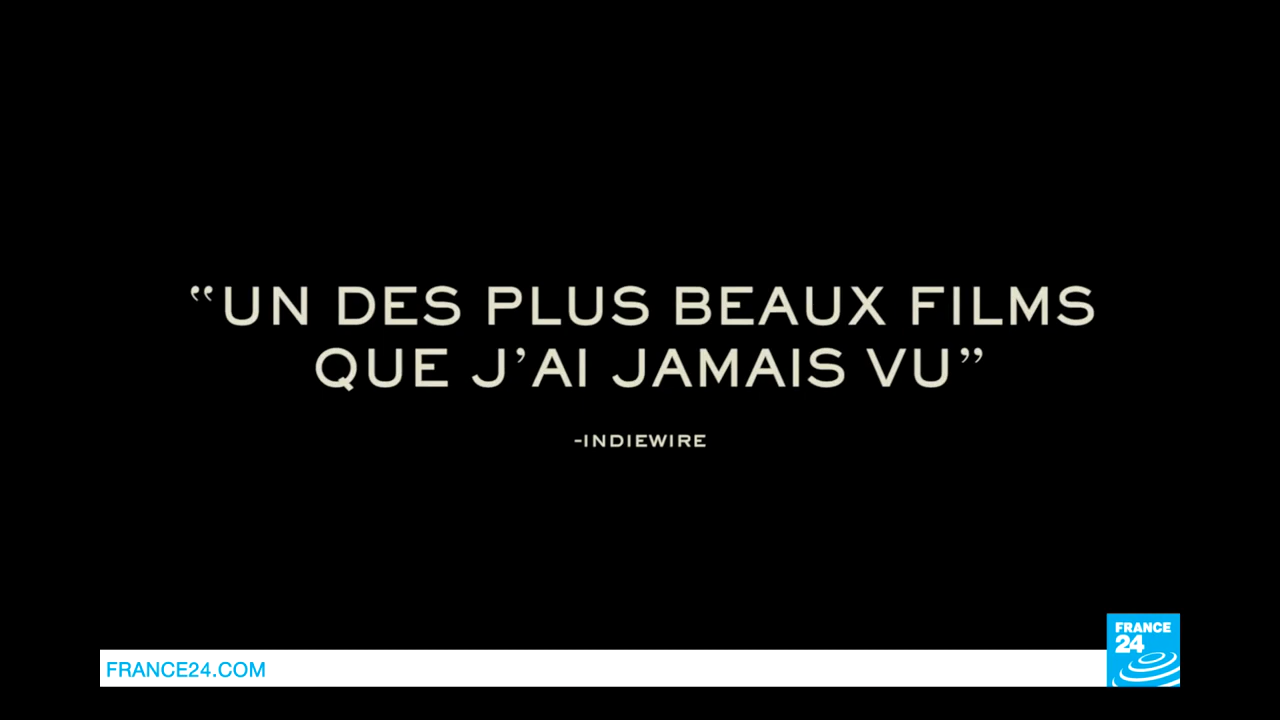 “UN DES PLUS BEAUX FILMS
QUE J’AI JAMAIS VU”
-INDIEWIRE
FRANCE
24
FRANCE24.COM